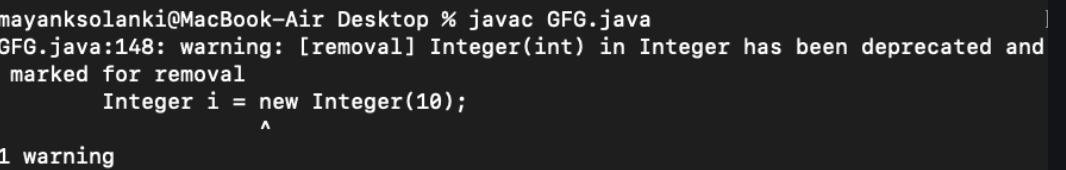 mayanksolanki@MacBook-Air Desktop % javac GFG.java
GFG.java:148: warning: [removal] Integer(int) in Integer has been deprecated and
marked for removal
Integer i = new Integer(10);
^
1 warning